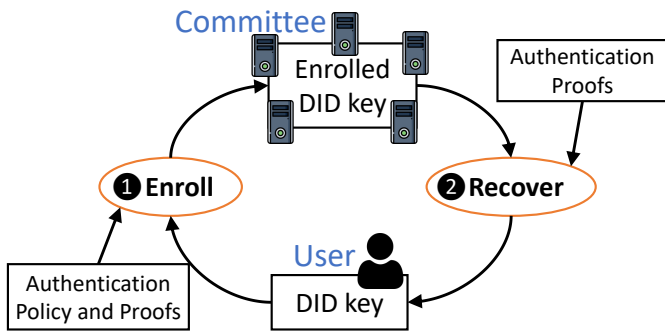 Committee
Enrolled
DID key
Authentication
Proofs
1 Enroll
2 Recover
User
DID key
Authentication
Policy and Proofs